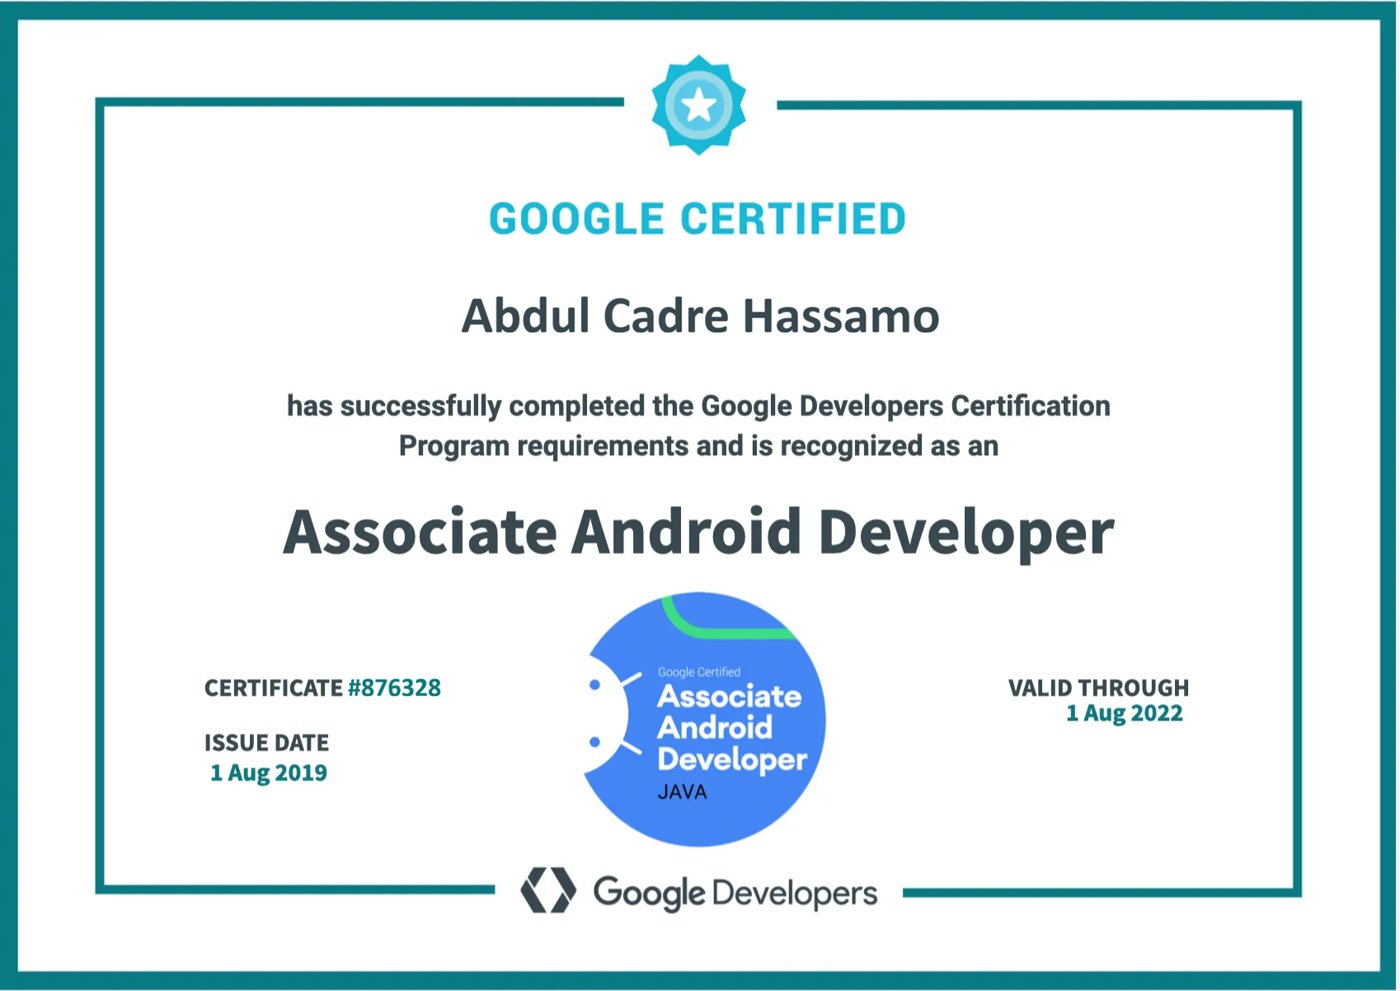 GOOGLE CERTIFIED
Abdul Cadre Hassamo
has successfully completed the Google Developers Certification
Program requirements and is recognized as an
Associate Android Developer
CERTIFICATE #876328
ISSUE DATE
1 Aug 2019
Google Certified
Associate
Android
Developer
JAVA
VALID THROUGH
1 Aug 2022
Google Developers